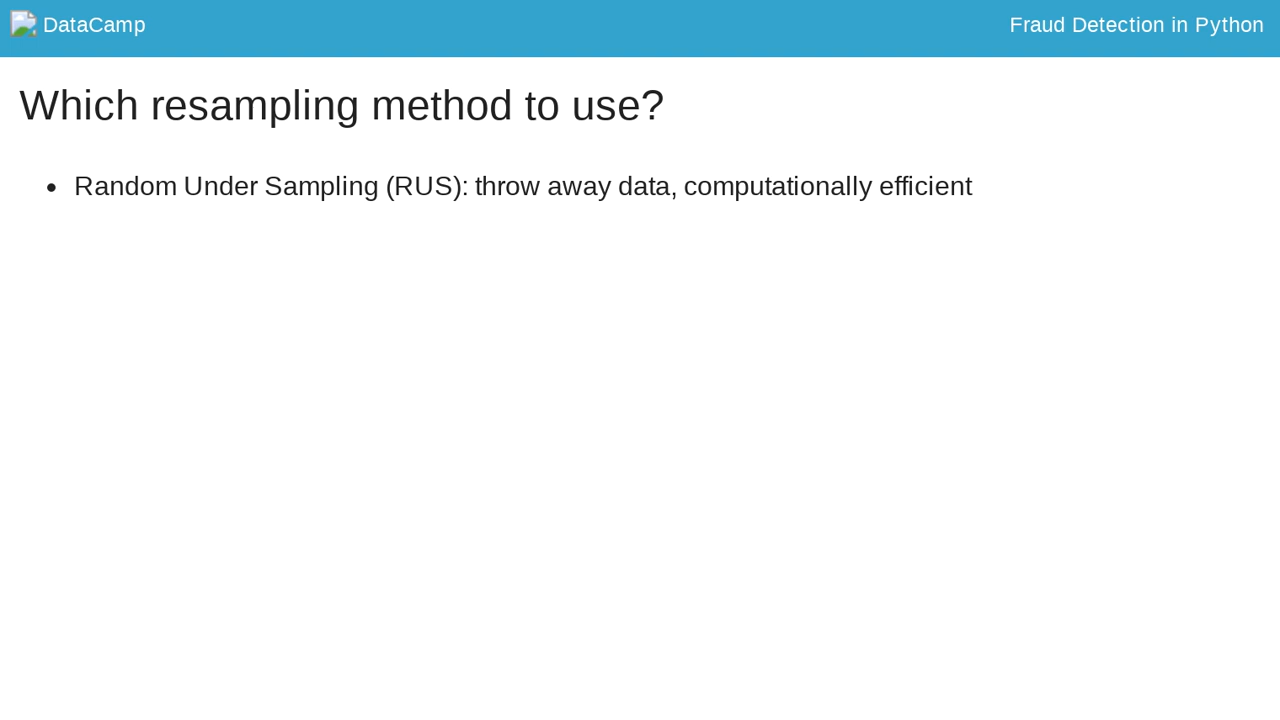 DataCamp
Fraud Detection in Python
Which resampling method to use?
• Random Under Sampling (RUS): throw away data, computationally efficient